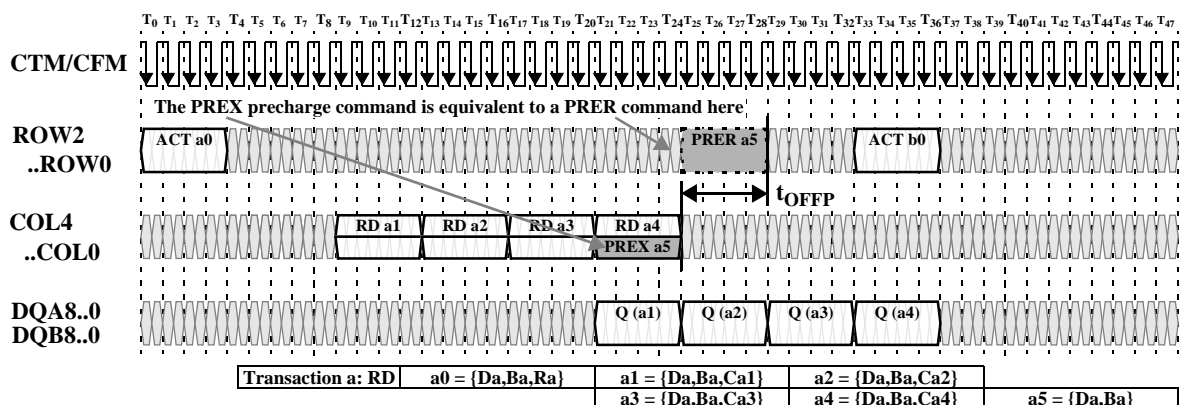 T0 T1 T2 T3 T4 T5 T6 T7 T8 T9 T10 T11 T12 T13 T14 T15 T16 T17 T18 T19 T20 T21 T22 T23 T24 T25 T26 T27 T28 T29 T30 T31 T32 T33 T34 T35 T36 T37 T38 T39 T40 T41 T42 T43 T44 T45 T46 T47
CTM/CFM
The PREX precharge command is equivalent to a PRER command here
ROW2
..ROW0
ACT a0
PRER a5
ACT b0
tOFFP
COL4
..COL0
RD a1
RD a2
RD a3
RD a4
PREX a5
DQA8..0
DQB8..0
Q (a1)
Q (a2)
Q (a3)
Q (a4)
Transaction a: RD
a0 = {Da,Ba,Ra}
a1 = {Da,Ba,Ca1}
a2 = {Da,Ba,Ca2}
a3 = {Da,Ba,Ca3}
a4 = {Da,Ba,Ca4}
a5 = {Da,Ba}